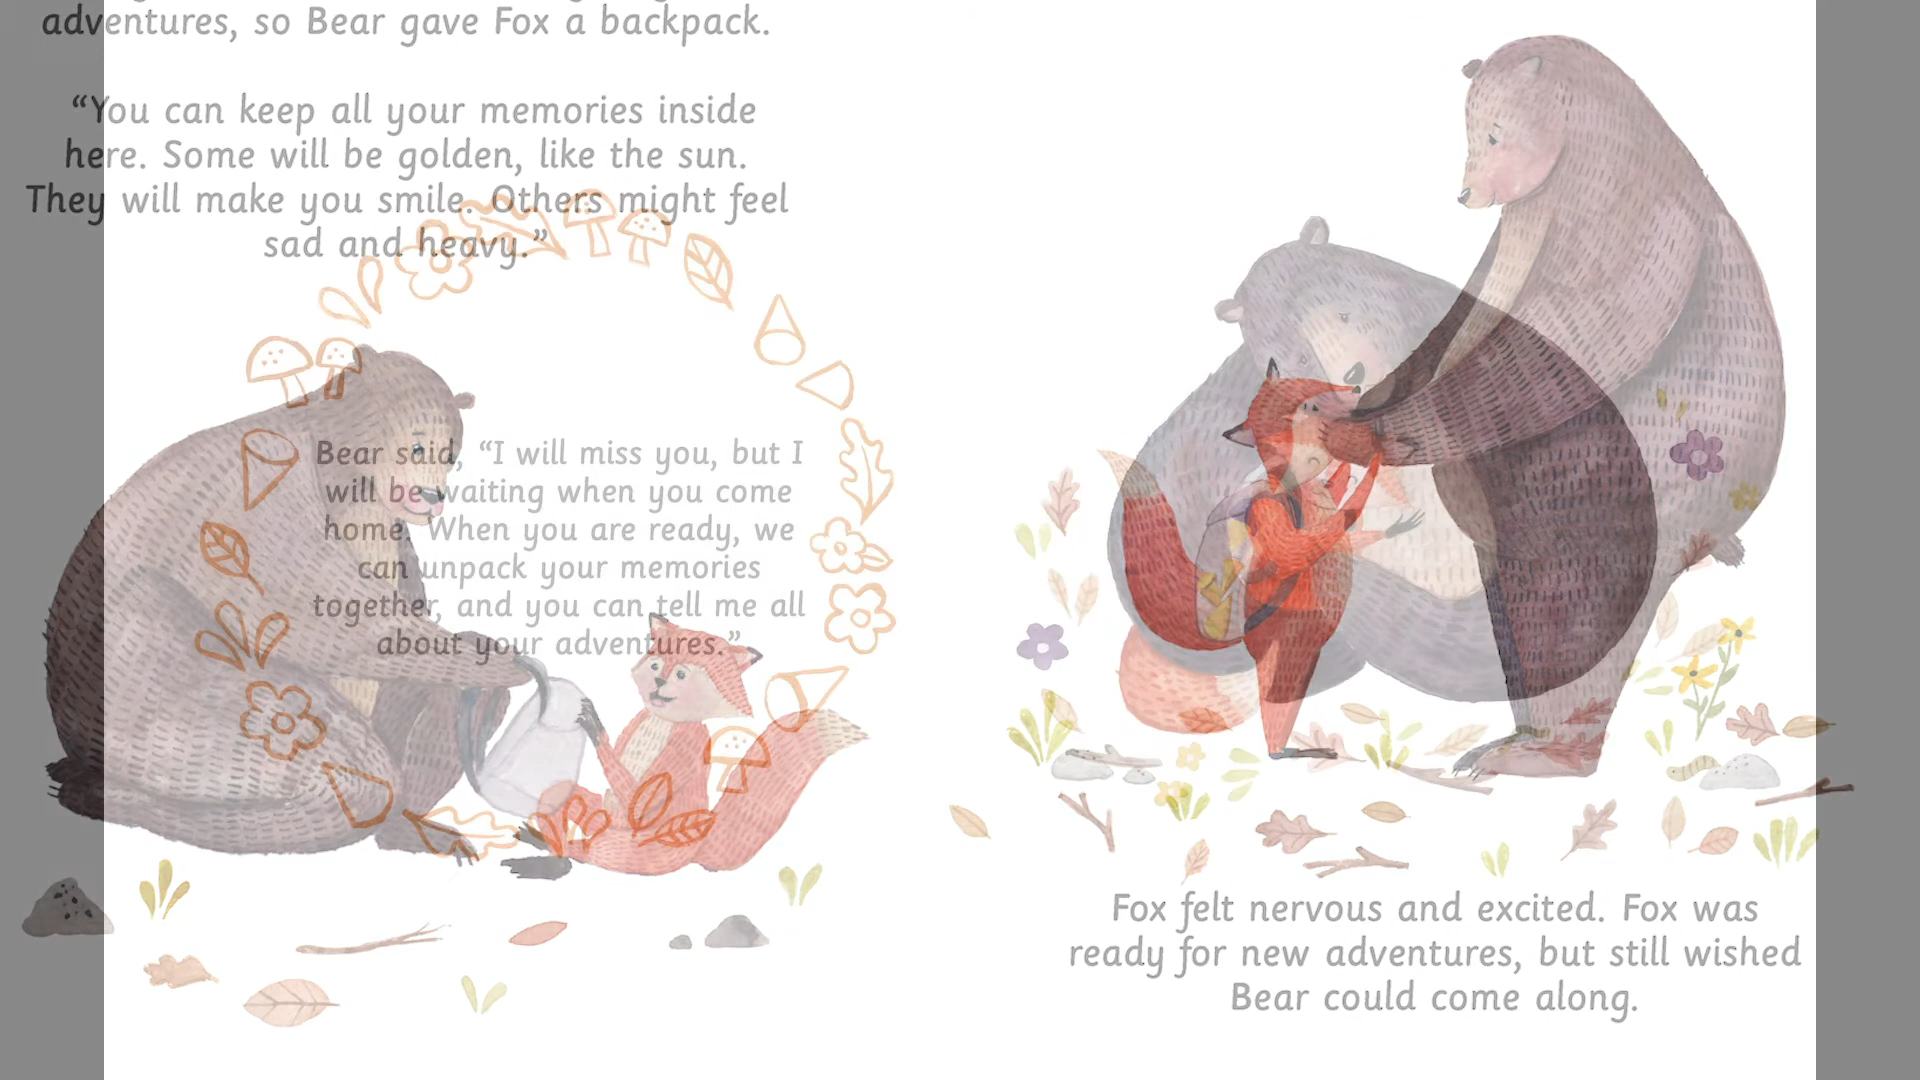 adventures, so Bear gave Fox a backpack.
“You can keep all your memories inside
here. Some will be golden, like the sun.
They will make you smile. Others might feel
sad and heavy.”
Bear said, “I will miss you, but I
will be waiting when you come
home. When you are ready, we
can unpack your memories
together, and you can tell me all
about your adventures.”
Fox felt nervous and excited. Fox was
ready for new adventures, but still wished
Bear could come along.